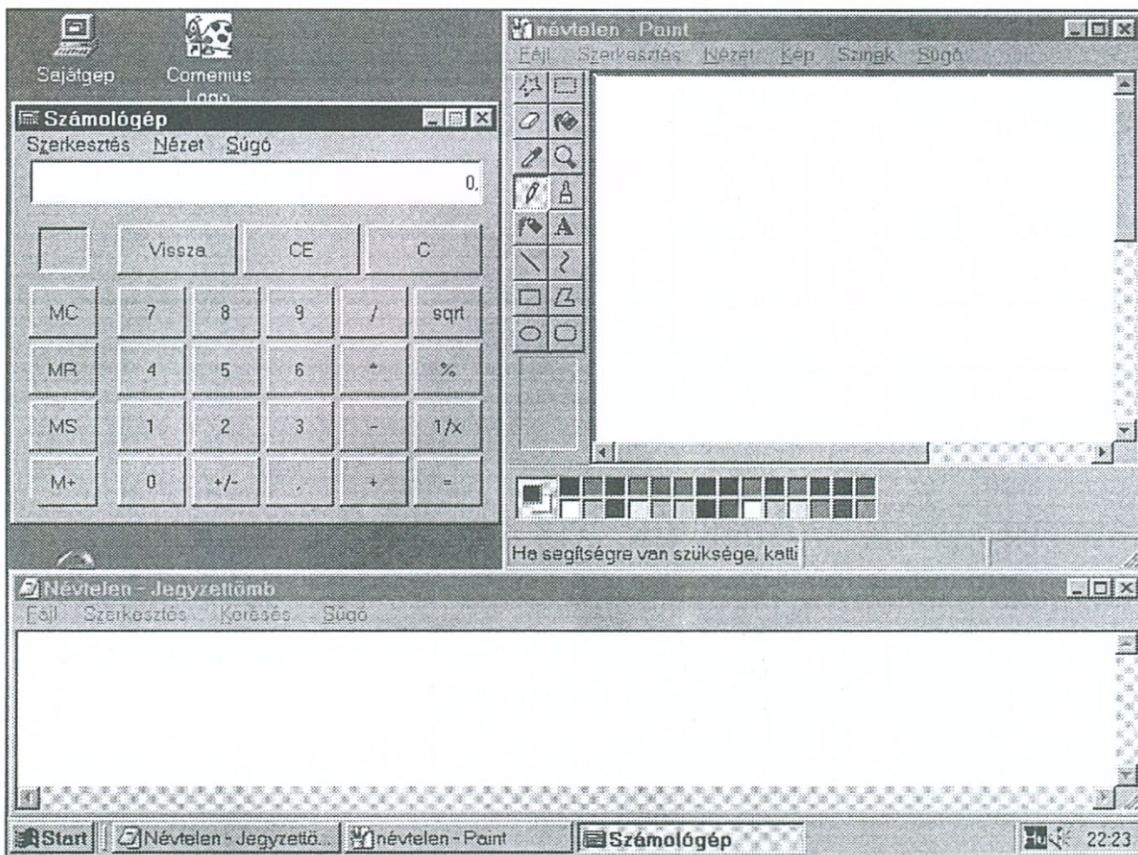 Sajátgép
Comenius
Logo
Számológép
Szerkesztés Nézet Súgó
0,
Vissza CE C
MC 7 8 9 / sqrt
MR 4 5 6 * %
MS 1 2 3 - 1/x
M+ 0 +/- , + =
névtelen - Paint
Fájl Szerkesztés Nézet Kép Színek Súgó
A
Ha segítségre van szüksége, katti
Névtelen - Jegyzettömb
Fájl Szerkesztés Keresés Súgó
Start Névtelen - Jegyzettö... névtelen - Paint Számológép Hu 22:23